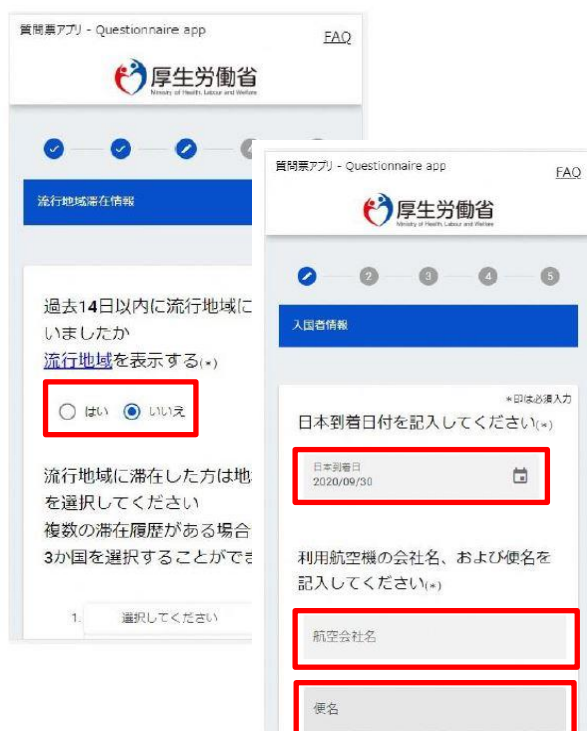 質問票アプリ - Questionnaire app
FAQ
厚生労働省
Ministry of Health, Labour and Welfare
流行地域滞在情報
過去14日以内に流行地域に
いましたか
流行地域を表示する(*)
はい いいえ
流行地域に滞在した方は地
を選択してください
複数の滞在履歴がある場合
3か国を選択することができ
1. 選択してください
質問票アプリ - Questionnaire app
FAQ
厚生労働省
Ministry of Health, Labour and Welfare
2 3 4 5
入国者情報
*印は必須入力
日本到着日付を記入してください(*)
日本到着日
2020/09/30
利用航空機の会社名、および便名を
記入してください(*)
航空会社名
便名